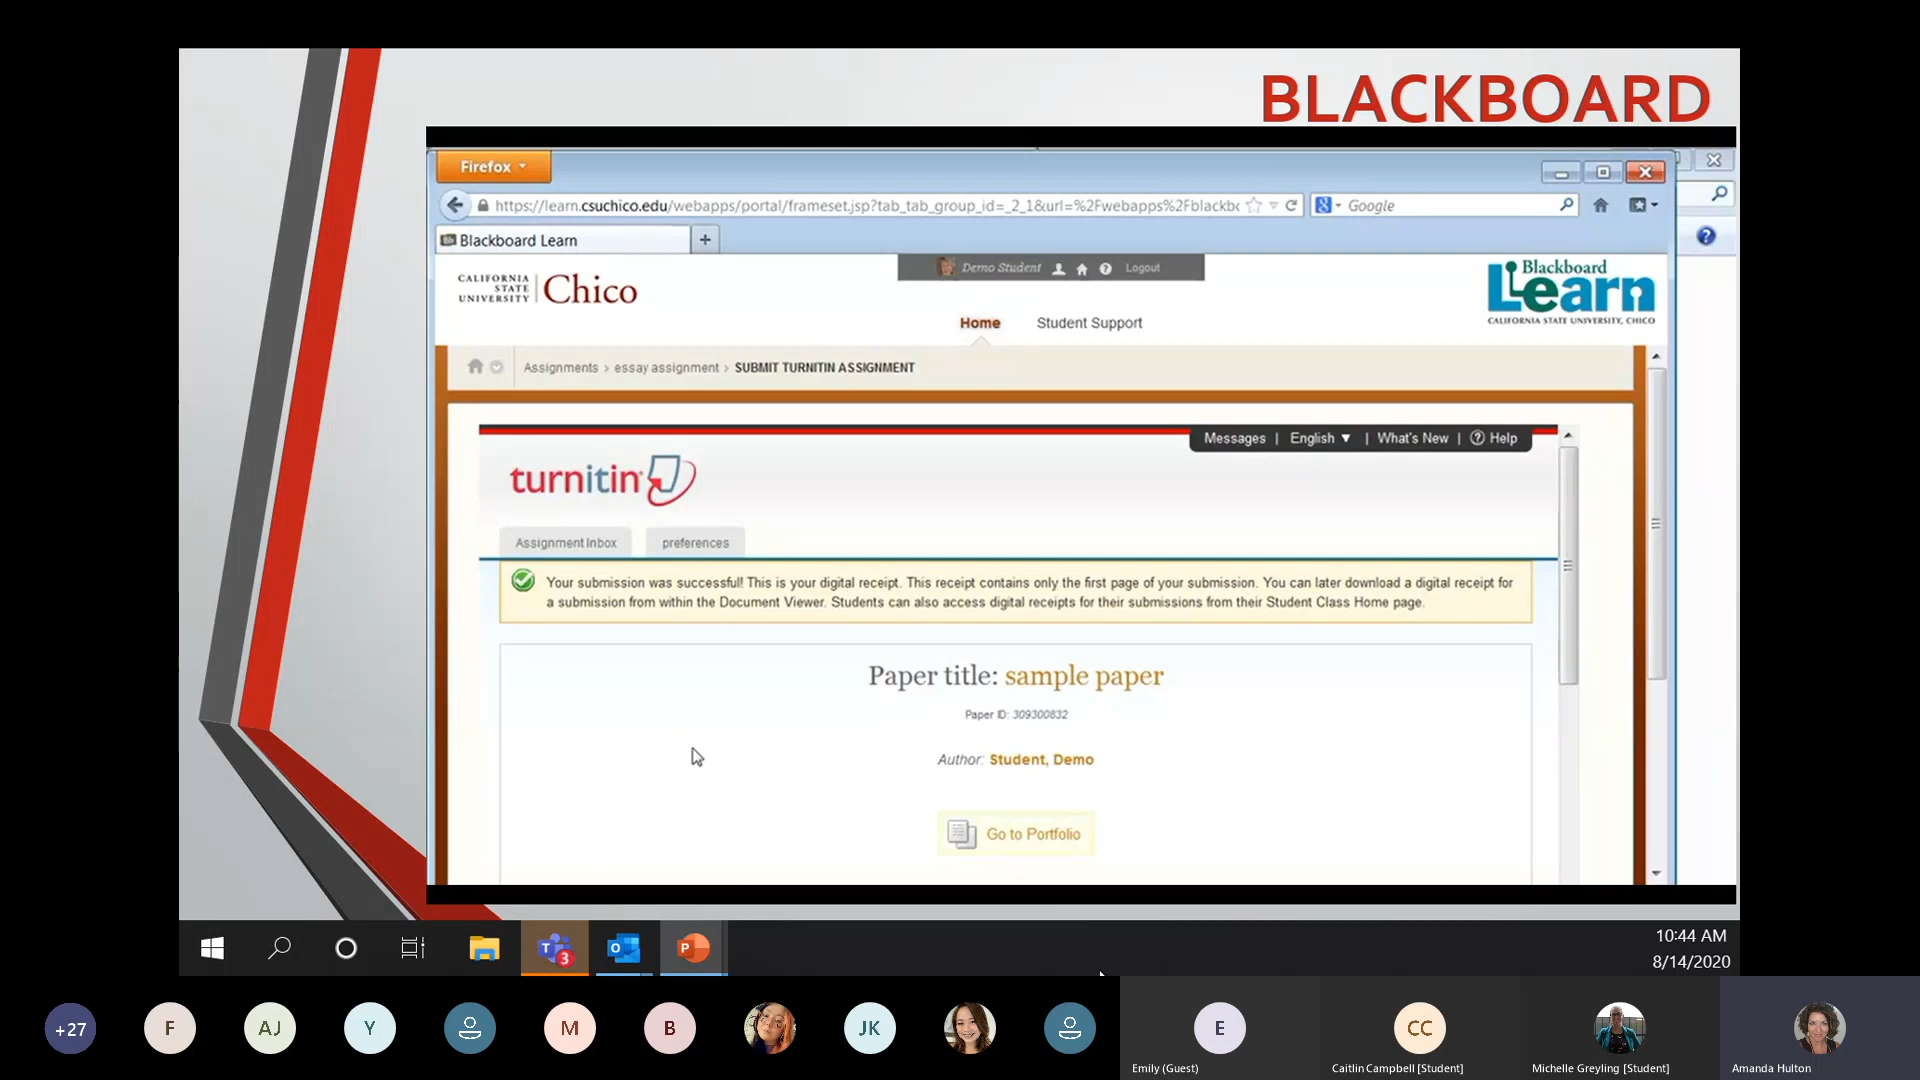 BLACKBOARD
Firefox
https://learn.csuchico.edu/webapps/portal/frameset.jsp?tab_tab_group_id=_2_1&url=%2Fwebapps%2Fblackbo
Google
Blackboard Learn
Demo Student
Logout
CALIFORNIA
STATE
UNIVERSITY
Chico
Home
Student Support
Blackboard
Learn
CALIFORNIA STATE UNIVERSITY, CHICO
Assignments > essay assignment > SUBMIT TURNITIN ASSIGNMENT
Messages | English ▼ | What's New | ? Help
turnitin
Assignment Inbox
preferences
Your submission was successful! This is your digital receipt. This receipt contains only the first page of your submission. You can later download a digital receipt for
a submission from within the Document Viewer. Students can also access digital receipts for their submissions from their Student Class Home page.
Paper title: sample paper
Paper ID: 309300832
Author: Student, Demo
Go to Portfolio
T
3
O
P
10:44 AM
8/14/2020
+27
F
AJ
Y
M
B
JK
E
CC
Emily (Guest)
Caitlin Campbell [Student]
Michelle Greyling [Student]
Amanda Hulton